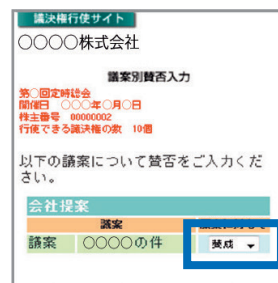 議決権行使サイト
○○○○株式会社
議案別賛否入力
第○回定時総会
開催日 ○○○年○月○日
株主番号 00000002
行使できる議決権の数 10個
以下の議案について賛否をご入力くだ
さい。
会社提案
議案
議案 ○○○○の件 賛成